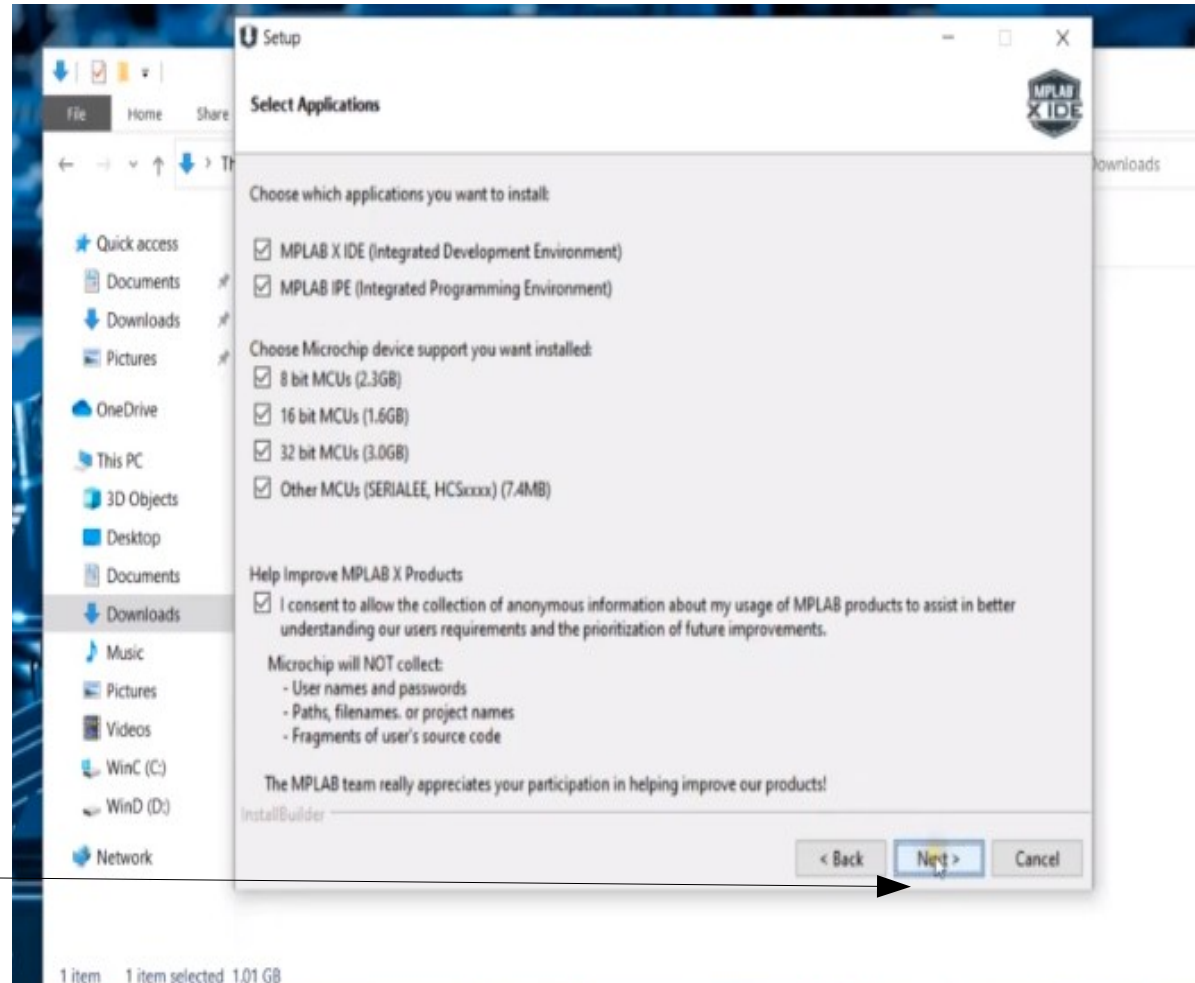 Setup
Select Applications
MPLAB
X IDE
File Home Share
Downloads
Choose which applications you want to install:
MPLAB X IDE (Integrated Development Environment)
MPLAB IPE (Integrated Programming Environment)
Choose Microchip device support you want installed:
8 bit MCUs (2.3GB)
16 bit MCUs (1.6GB)
32 bit MCUs (3.0GB)
Other MCUs (SERIALEE, HCSxxxx) (7.4MB)
Help Improve MPLAB X Products
I consent to allow the collection of anonymous information about my usage of MPLAB products to assist in better
understanding our users requirements and the prioritization of future improvements.
Microchip will NOT collect:
- User names and passwords
- Paths, filenames. or project names
- Fragments of user's source code
The MPLAB team really appreciates your participation in helping improve our products!
InstallBuilder
< Back Next > Cancel
Quick access
Documents
Downloads
Pictures
OneDrive
This PC
3D Objects
Desktop
Documents
Downloads
Music
Pictures
Videos
WinC (C:)
WinD (D:)
Network
1 item 1 item selected 1.01 GB